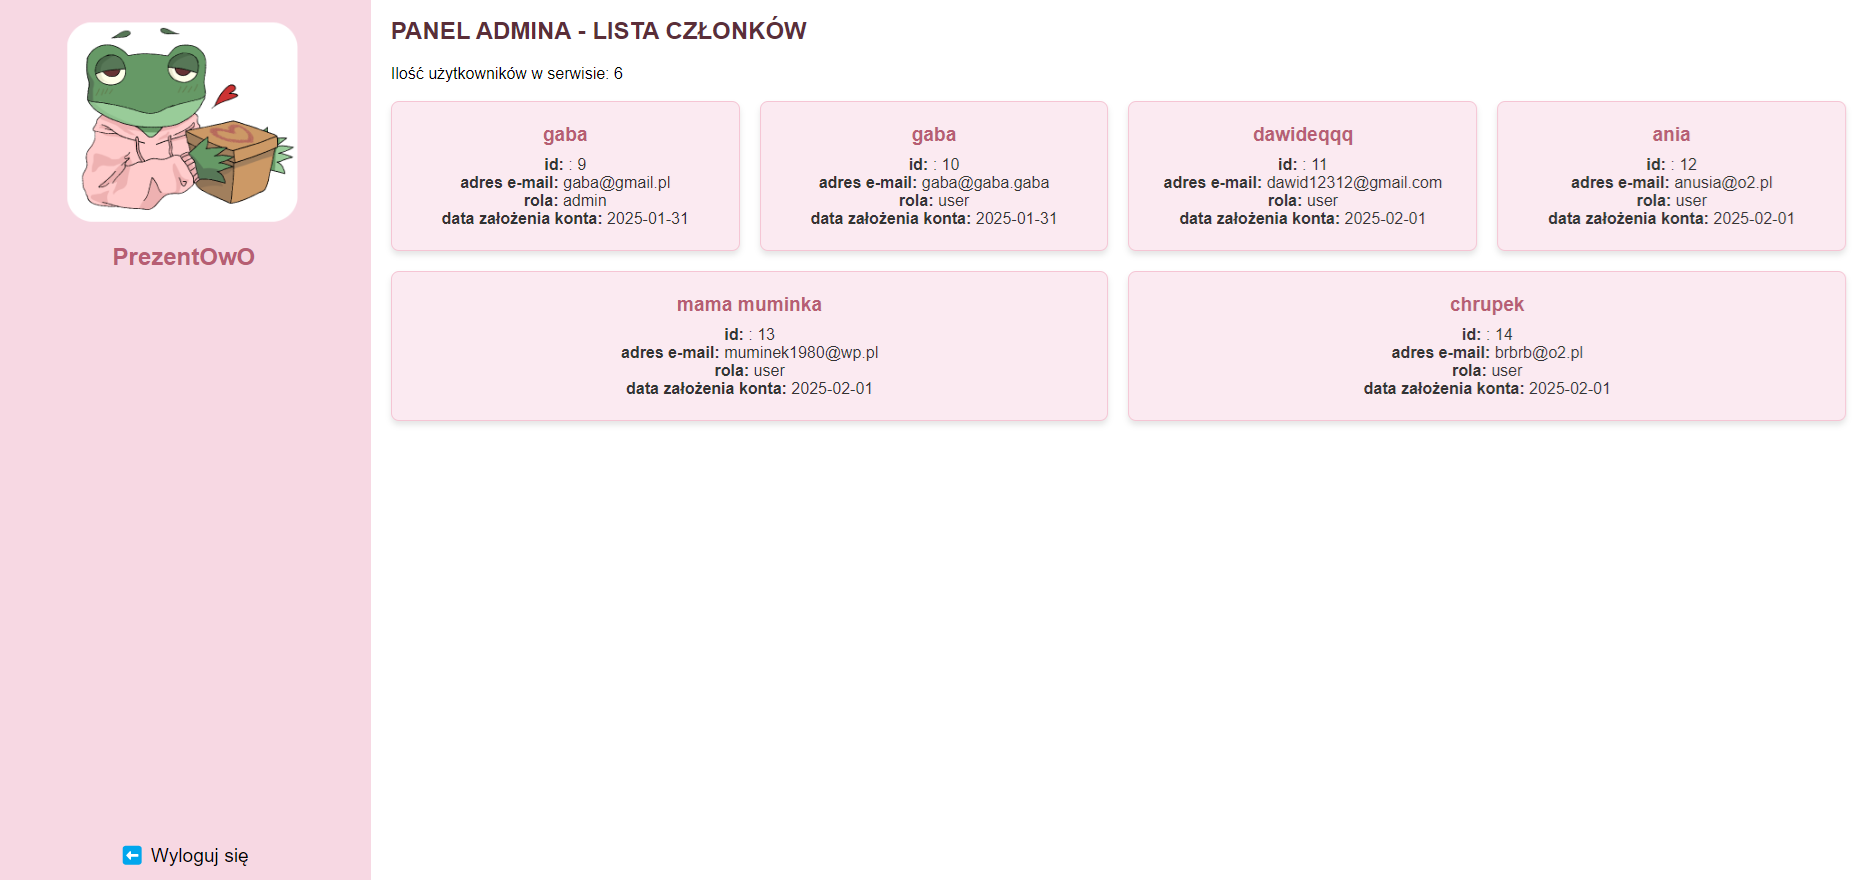 PrezentOwO
Wyloguj się
PANEL ADMINA - LISTA CZŁONKÓW
Ilość użytkowników w serwisie: 6
gaba
id: : 9
adres e-mail: gaba@gmail.pl
rola: admin
data założenia konta: 2025-01-31
gaba
id: : 10
adres e-mail: gaba@gaba.gaba
rola: user
data założenia konta: 2025-01-31
dawideqqq
id: : 11
adres e-mail: dawid12312@gmail.com
rola: user
data założenia konta: 2025-02-01
ania
id: : 12
adres e-mail: anusia@o2.pl
rola: user
data założenia konta: 2025-02-01
mama muminka
id: : 13
adres e-mail: muminek1980@wp.pl
rola: user
data założenia konta: 2025-02-01
chrupek
id: : 14
adres e-mail: brbrb@o2.pl
rola: user
data założenia konta: 2025-02-01